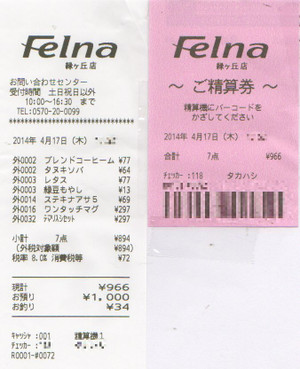 Felna
緑ヶ丘店
お問い合わせセンター
受付時間 土日祝日以外
10:00〜16:30 まで
TEL:0570-20-0099
2014年 4月17日(木)
外0002 ブレンドコーヒーム ¥77
外0002 タヌキソバ ¥64
外0003 レタス ¥77
外0003 緑豆もやし ¥13
外0014 ステキナアサ5 ¥69
外0016 ワンタッチマグ ¥297
外0032 ¥297
小計 7点 ¥894
(外税対象額 ¥894)
税率 8.0% 消費税等 ¥72
現計 ¥966
お預り ¥1,000
お釣り ¥34
キャッシャ:001 精算機1
チェッカー:
R0001-#0072
Felna
緑ヶ丘店
〜 ご精算券 〜
精算機にバーコードを
かざしてください
2014年 4月17日(木)
合計 7点 ¥966
チェッカー:118 タカハシ